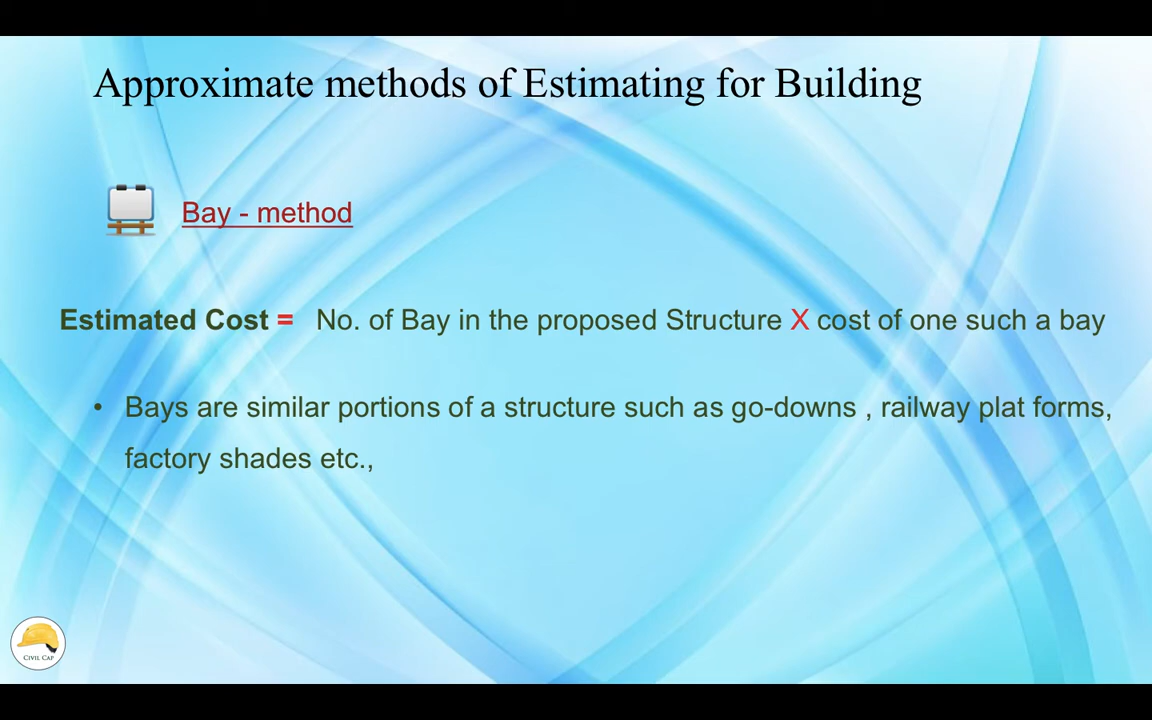 Approximate methods of Estimating for Building
Bay - method
Estimated Cost = No. of Bay in the proposed Structure X cost of one such a bay
• Bays are similar portions of a structure such as go-downs , railway plat forms,
factory shades etc.,
CIVIL CAP